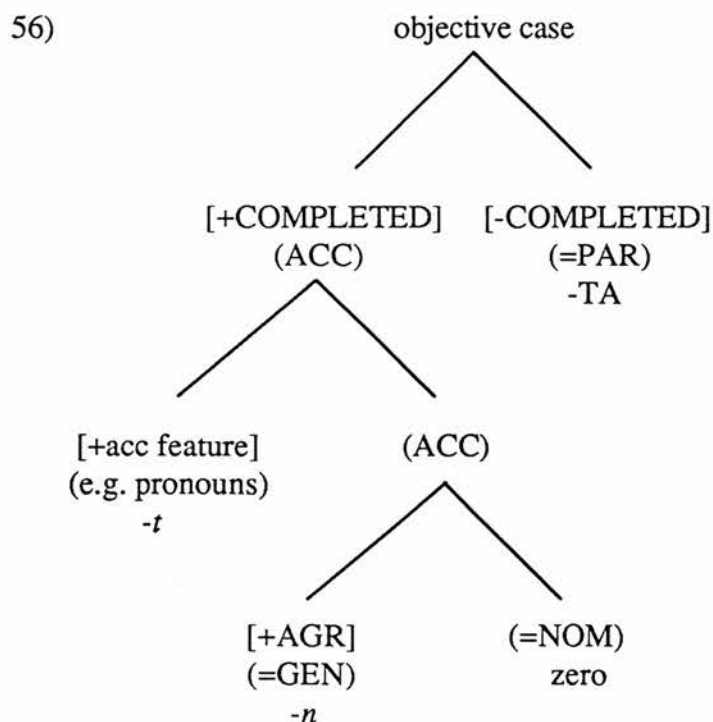 56)
objective case
[+COMPLETED] [-COMPLETED]
(ACC) (=PAR)
-TA
[+acc feature] (ACC)
(e.g. pronouns)
-t
[+AGR] (=NOM)
(=GEN) zero
-n